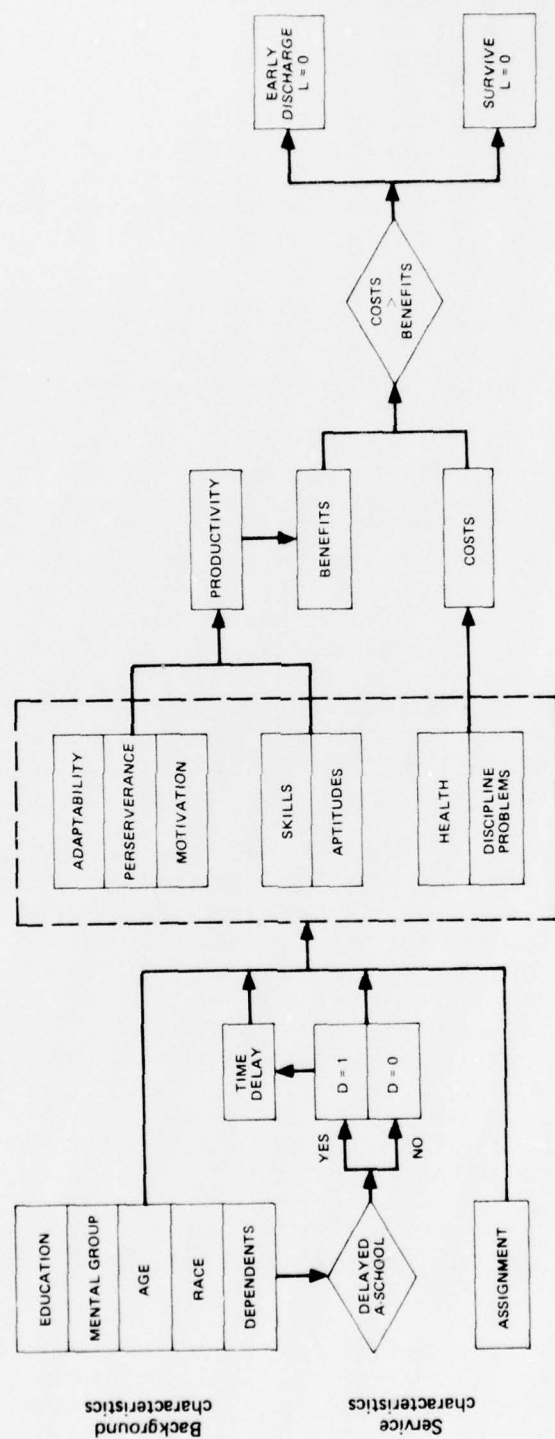 Background
characteristics
EDUCATION
MENTAL GROUP
AGE
RACE
DEPENDENTS
Service
characteristics
DELAYED
A-SCHOOL
YES
NO
TIME
DELAY
D = 1
D = 0
ASSIGNMENT
ADAPTABILITY
PERSERVERANCE
MOTIVATION
SKILLS
APTITUDES
HEALTH
DISCIPLINE
PROBLEMS
PRODUCTIVITY
BENEFITS
COSTS
COSTS
>
BENEFITS
EARLY
DISCHARGE
L = 0
SURVIVE
L = 0